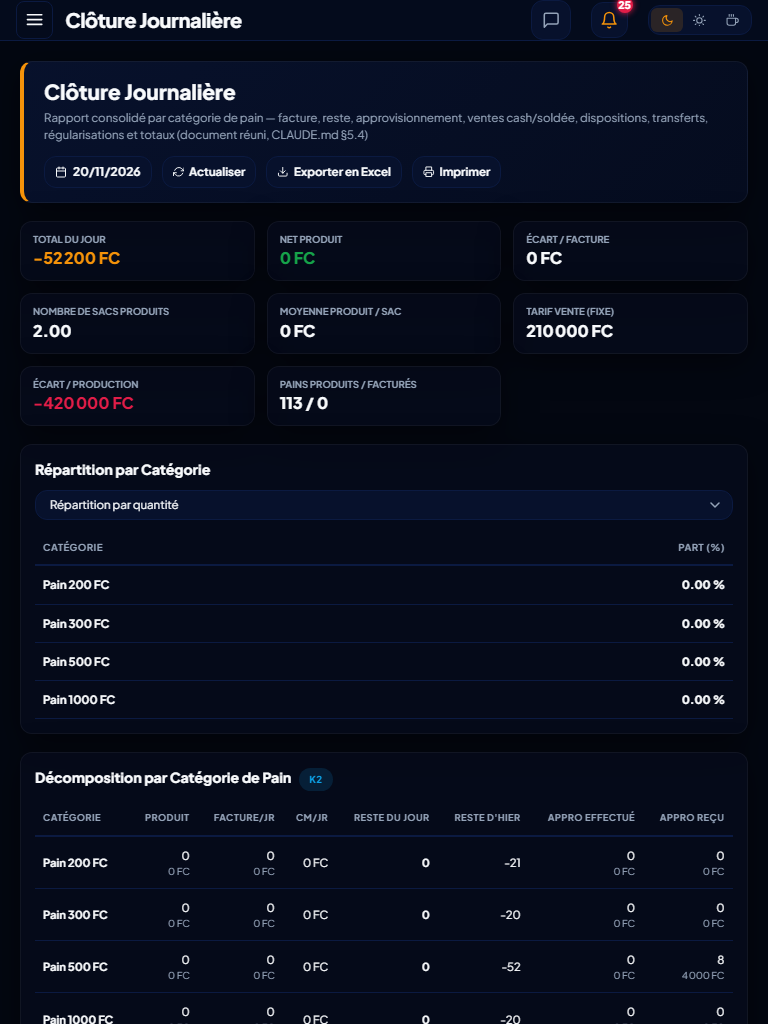 Clôture Journalière
25
Clôture Journalière
Rapport consolidé par catégorie de pain — facture, reste, approvisionnement, ventes cash/soldée, dispositions, transferts,
régularisations et totaux (document réuni, CLAUDE.md §5.4)
20/11/2026 Actualiser Exporter en Excel Imprimer
TOTAL DU JOUR NET PRODUIT ÉCART / FACTURE
-52 200 FC 0 FC 0 FC
NOMBRE DE SACS PRODUITS MOYENNE PRODUIT / SAC TARIF VENTE (FIXE)
2.00 0 FC 210 000 FC
ÉCART / PRODUCTION PAINS PRODUITS / FACTURÉS
-420 000 FC 113 / 0
Répartition par Catégorie
Répartition par quantité
CATÉGORIE PART (%)
Pain 200 FC 0.00 %
Pain 300 FC 0.00 %
Pain 500 FC 0.00 %
Pain 1000 FC 0.00 %
Décomposition par Catégorie de Pain K2
CATÉGORIE PRODUIT FACTURE/JR CM/JR RESTE DU JOUR RESTE D'HIER APPRO EFFECTUÉ APPRO REÇU
Pain 200 FC 0 0 0 FC 0 -21 0 0
0 FC 0 FC 0 FC 0 FC
Pain 300 FC 0 0 0 FC 0 -20 0 0
0 FC 0 FC 0 FC 0 FC
Pain 500 FC 0 0 0 FC 0 -52 0 8
0 FC 0 FC 0 FC 4 000 FC
Pain 1000 FC 0 0 0 FC 0 -20 0 0